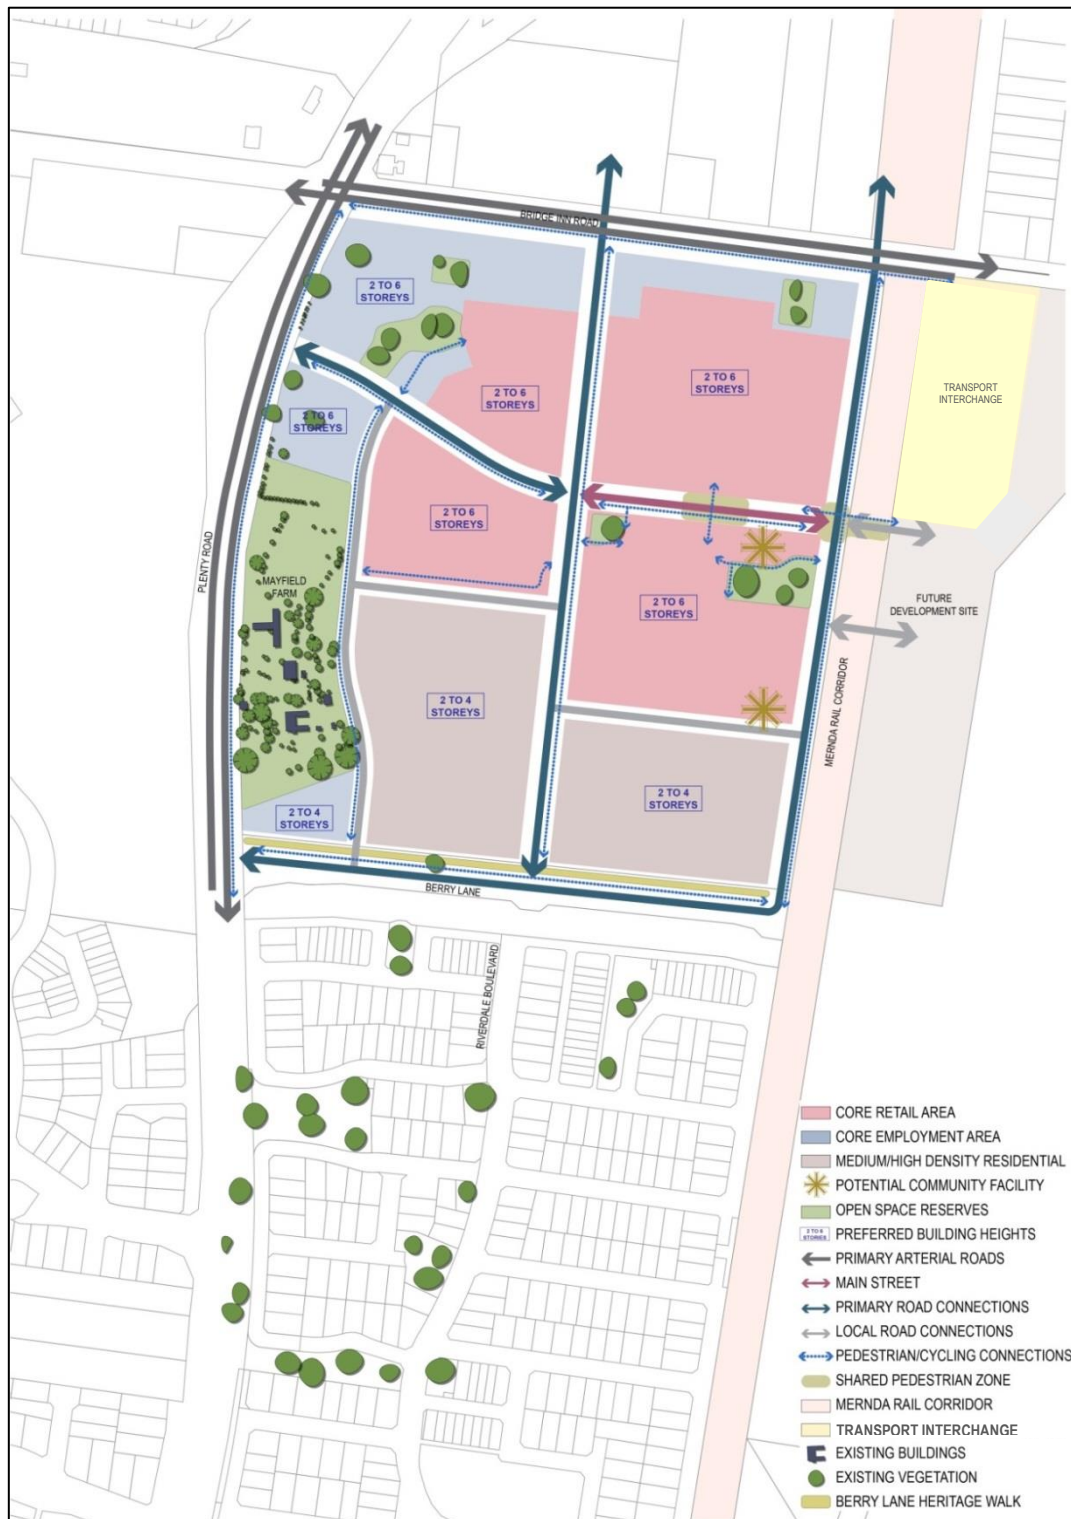 BRIDGE INN ROAD
2 TO 6
STOREYS
2 TO 6
STOREYS
2 TO 6
STOREYS
TRANSPORT
INTERCHANGE
2 TO 6
STOREYS
2 TO 6
STOREYS
PLENTY ROAD
MAYFIELD
FARM
2 TO 6
STOREYS
FUTURE
DEVELOPMENT SITE
MERNDA RAIL CORRIDOR
2 TO 4
STOREYS
2 TO 4
STOREYS
2 TO 4
STOREYS
BERRY LANE
RIVERDALE BOULEVARD
CORE RETAIL AREA
CORE EMPLOYMENT AREA
MEDIUM/HIGH DENSITY RESIDENTIAL
POTENTIAL COMMUNITY FACILITY
OPEN SPACE RESERVES
2 TO 6
STORIES
PREFERRED BUILDING HEIGHTS
PRIMARY ARTERIAL ROADS
MAIN STREET
PRIMARY ROAD CONNECTIONS
LOCAL ROAD CONNECTIONS
PEDESTRIAN/CYCLING CONNECTIONS
SHARED PEDESTRIAN ZONE
MERNDA RAIL CORRIDOR
TRANSPORT INTERCHANGE
EXISTING BUILDINGS
EXISTING VEGETATION
BERRY LANE HERITAGE WALK